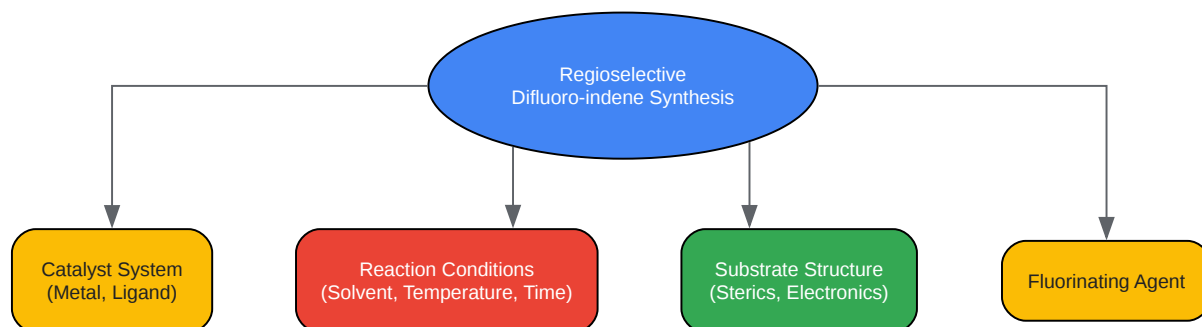 Regioselective
Difluoro-indene Synthesis
Catalyst System
(Metal, Ligand)
Reaction Conditions
(Solvent, Temperature, Time)
Substrate Structure
(Sterics, Electronics)
Fluorinating Agent